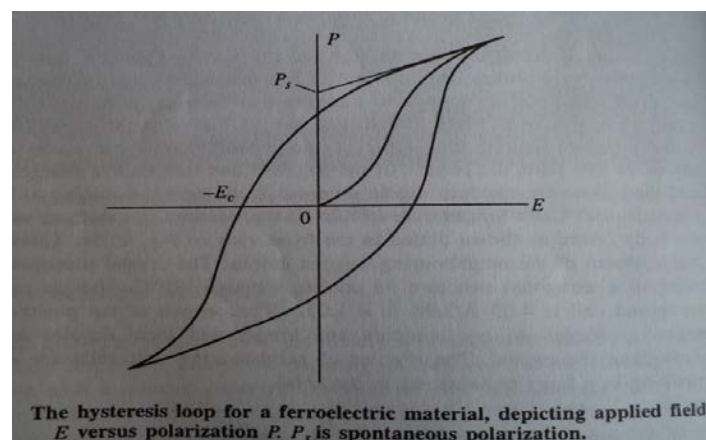 P
Ps
−Ec
0
E
The hysteresis loop for a ferroelectric material, depicting applied field
E versus polarization P. Ps is spontaneous polarization.